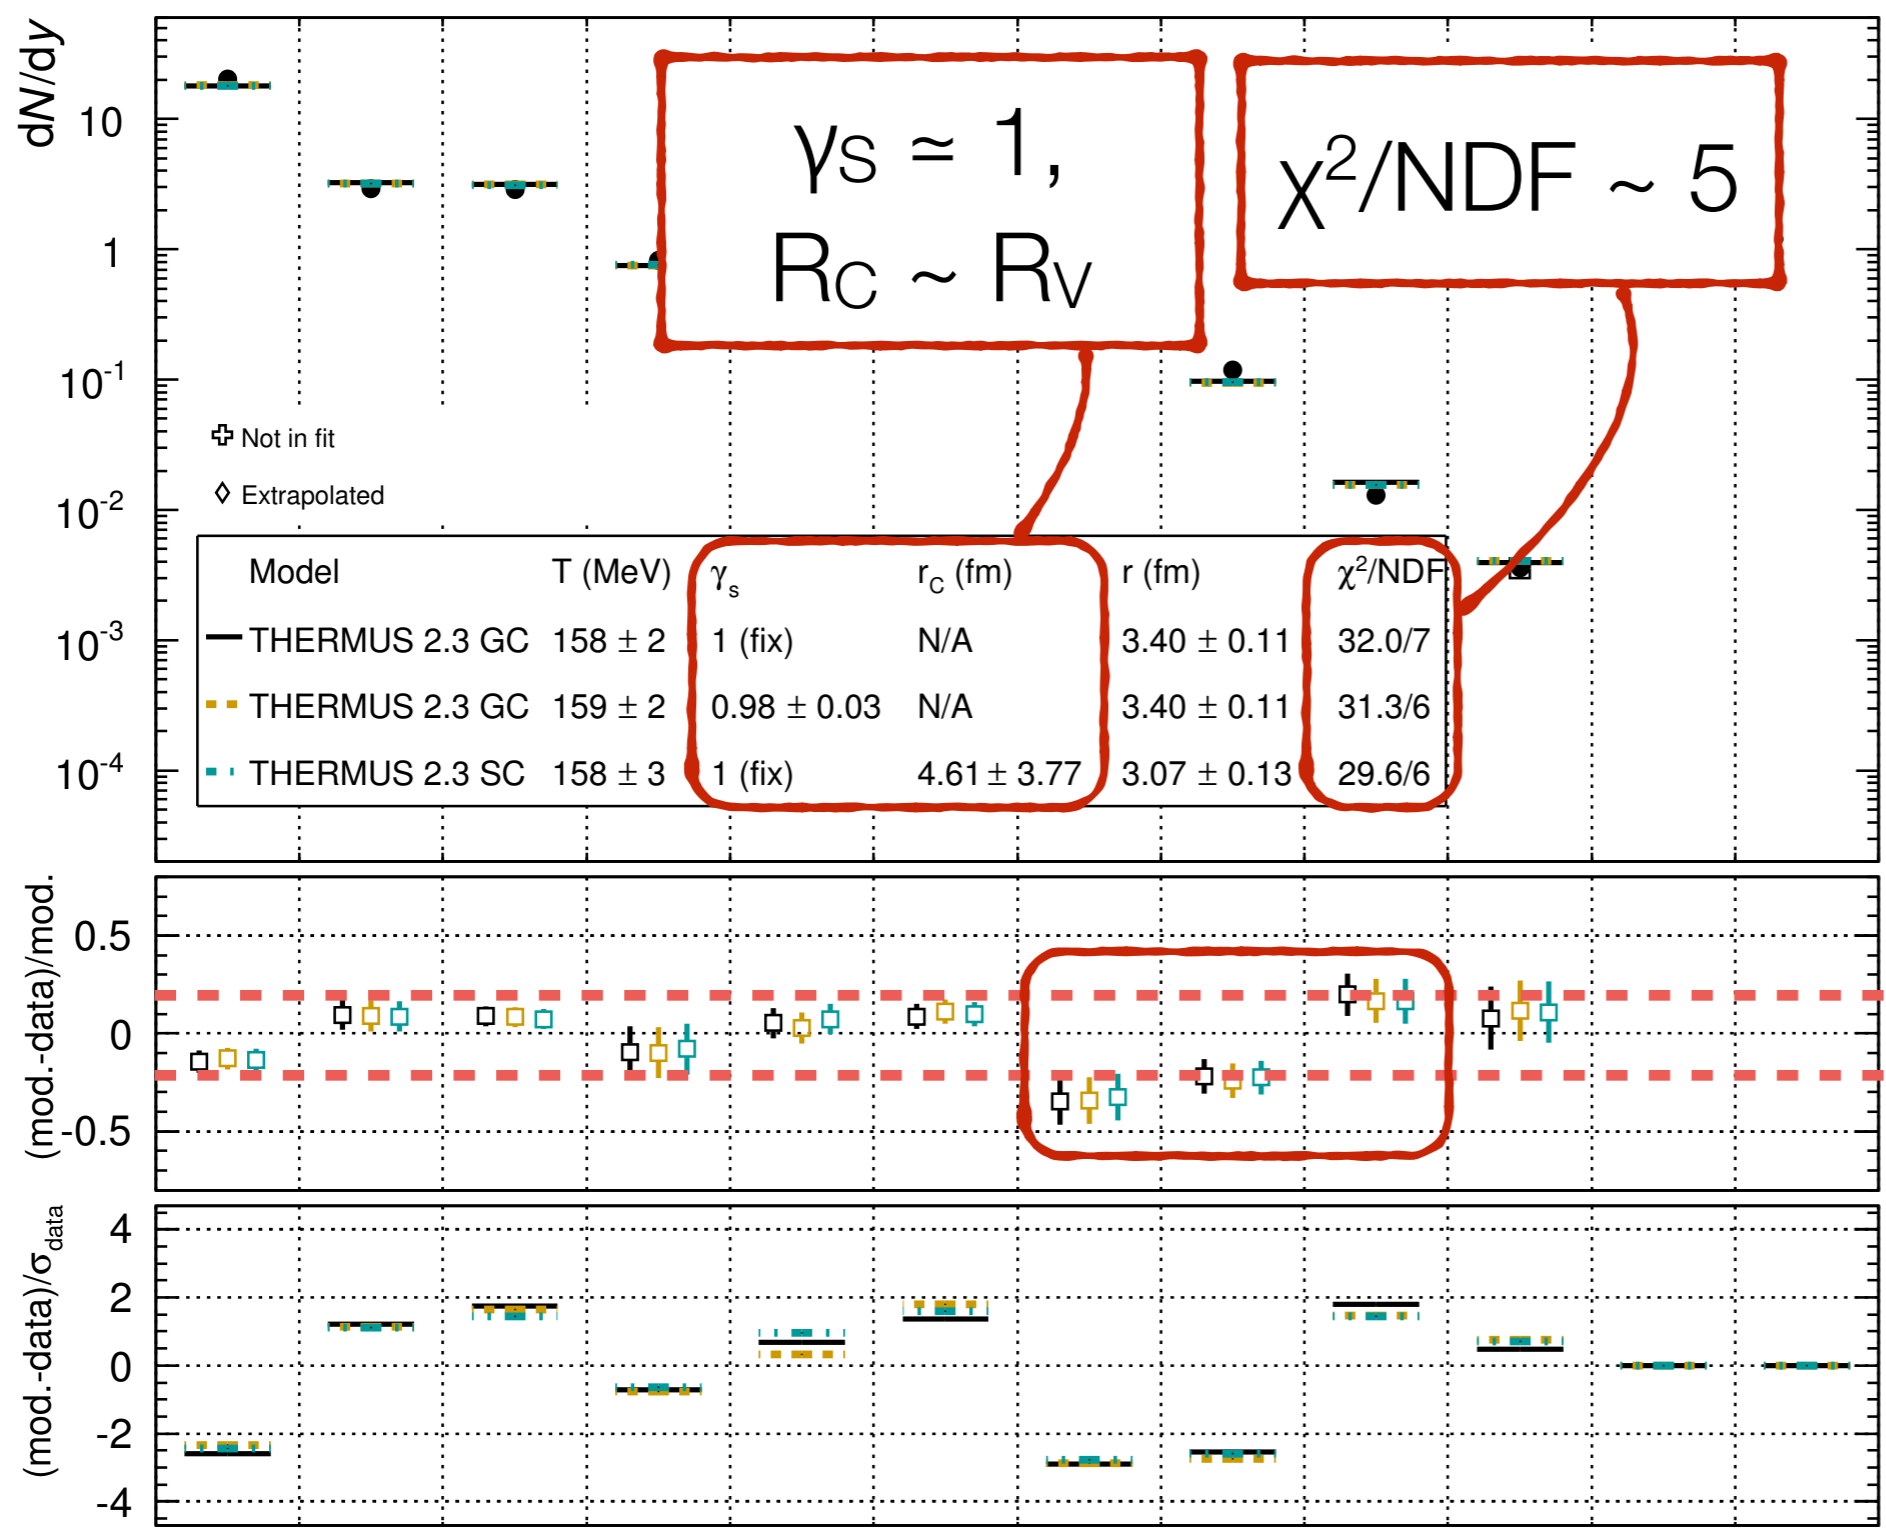 dN/dy
10
1
10⁻¹
10⁻²
10⁻³
10⁻⁴
γS ≃ 1,
RC ~ RV
χ²/NDF ~ 5
Not in fit
Extrapolated
Model T (MeV) γs rC (fm) r (fm) χ²/NDF
THERMUS 2.3 GC 158 ± 2 1 (fix) N/A 3.40 ± 0.11 32.0/7
THERMUS 2.3 GC 159 ± 2 0.98 ± 0.03 N/A 3.40 ± 0.11 31.3/6
THERMUS 2.3 SC 158 ± 3 1 (fix) 4.61 ± 3.77 3.07 ± 0.13 29.6/6
(mod.-data)/mod.
0.5
0
-0.5
(mod.-data)/σdata
4
2
0
-2
-4